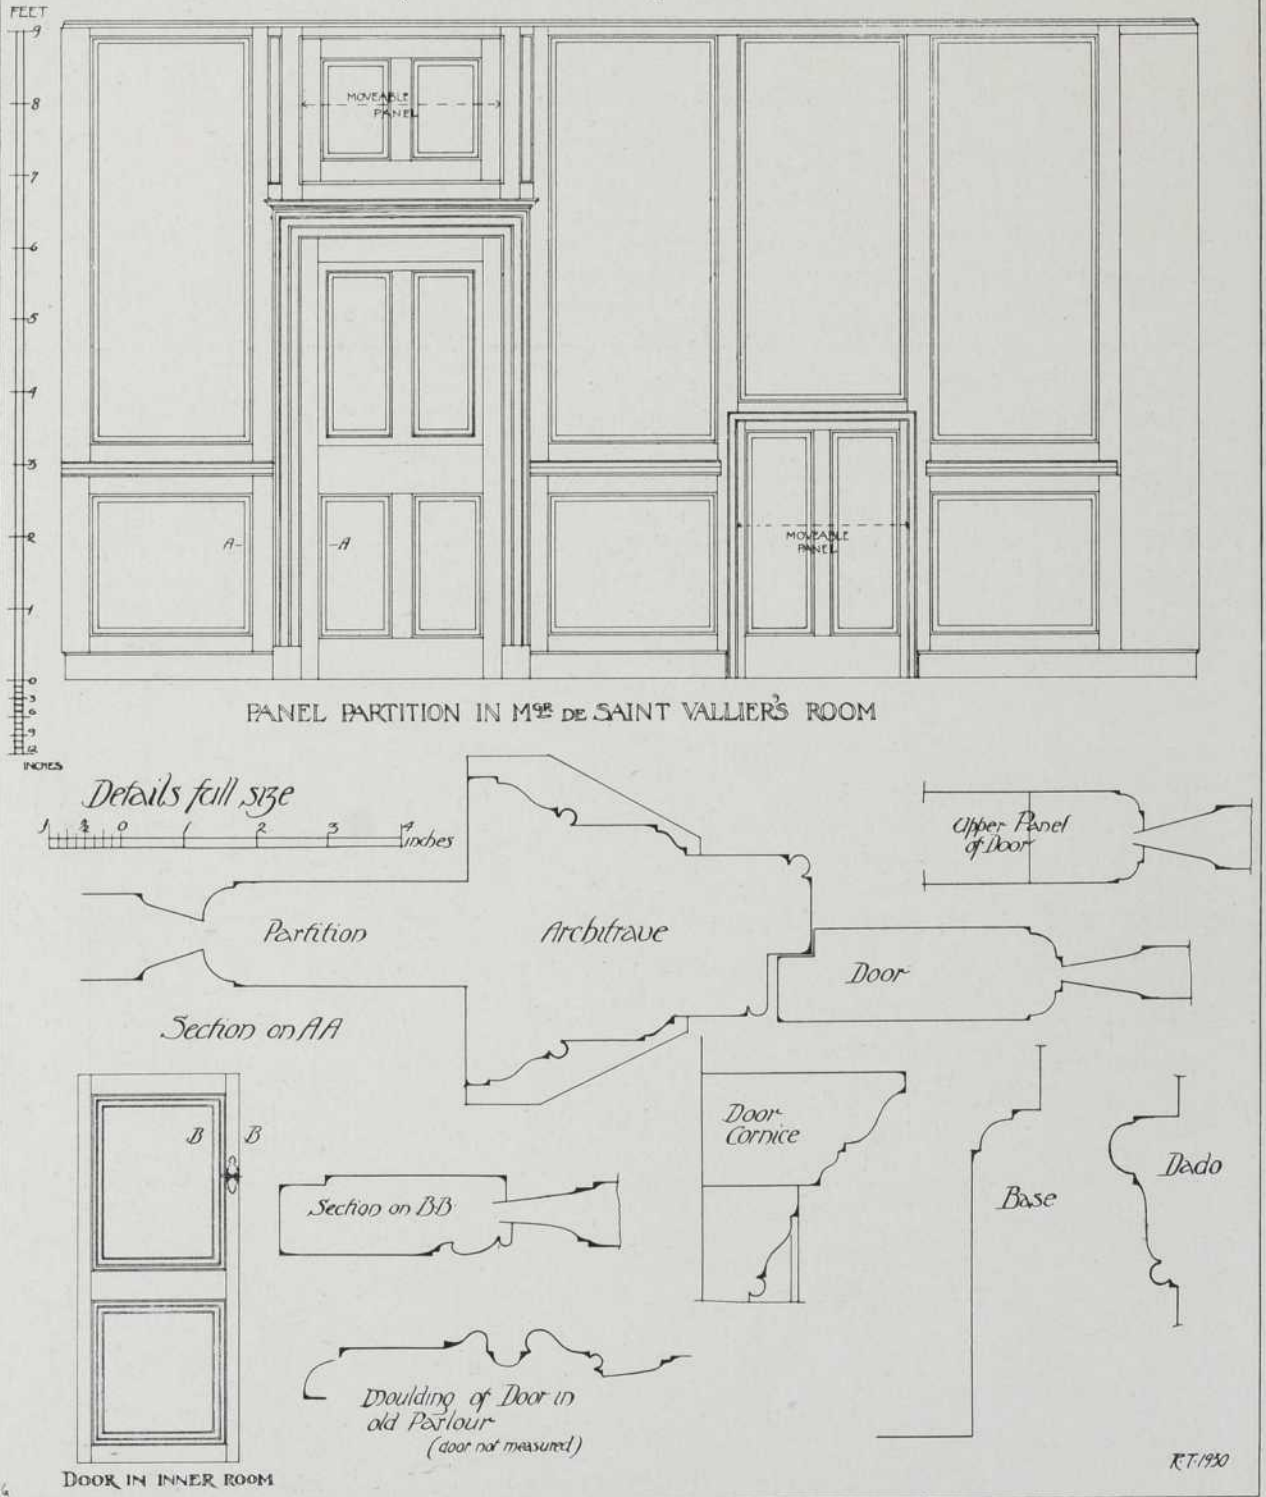 FEET
9
8
7
6
5
4
3
2
1
0
3
6
9
12
INCHES
MOVEABLE
PANEL
A-
-A
MOVEABLE
PANEL
PANEL PARTITION IN MGR DE SAINT VALLIER'S ROOM
Details full size
1 ½ 0 1 2 3 4 inches
Upper Panel
of Door
Partition
Architrave
Door
Section on AA
B B
Door
Cornice
Dado
Base
Section on BB
Moulding of Door in
old Parlour
(door not measured)
DOOR IN INNER ROOM
R.T. 1930